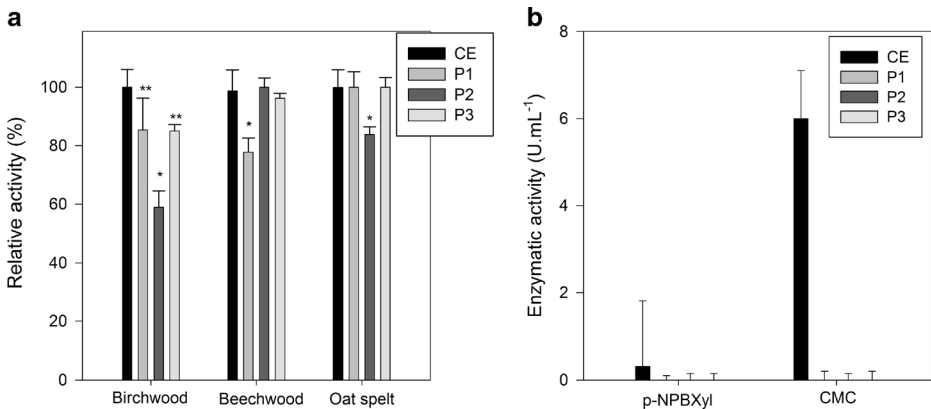 a
Relative activity (%)
100
80
60
40
20
0
**
*
**
*
*
Birchwood
Beechwood
Oat spelt
CE
P1
P2
P3
b
Enzymatic activity (U.mL⁻¹)
8
6
4
2
0
p-NPBXyl
CMC
CE
P1
P2
P3